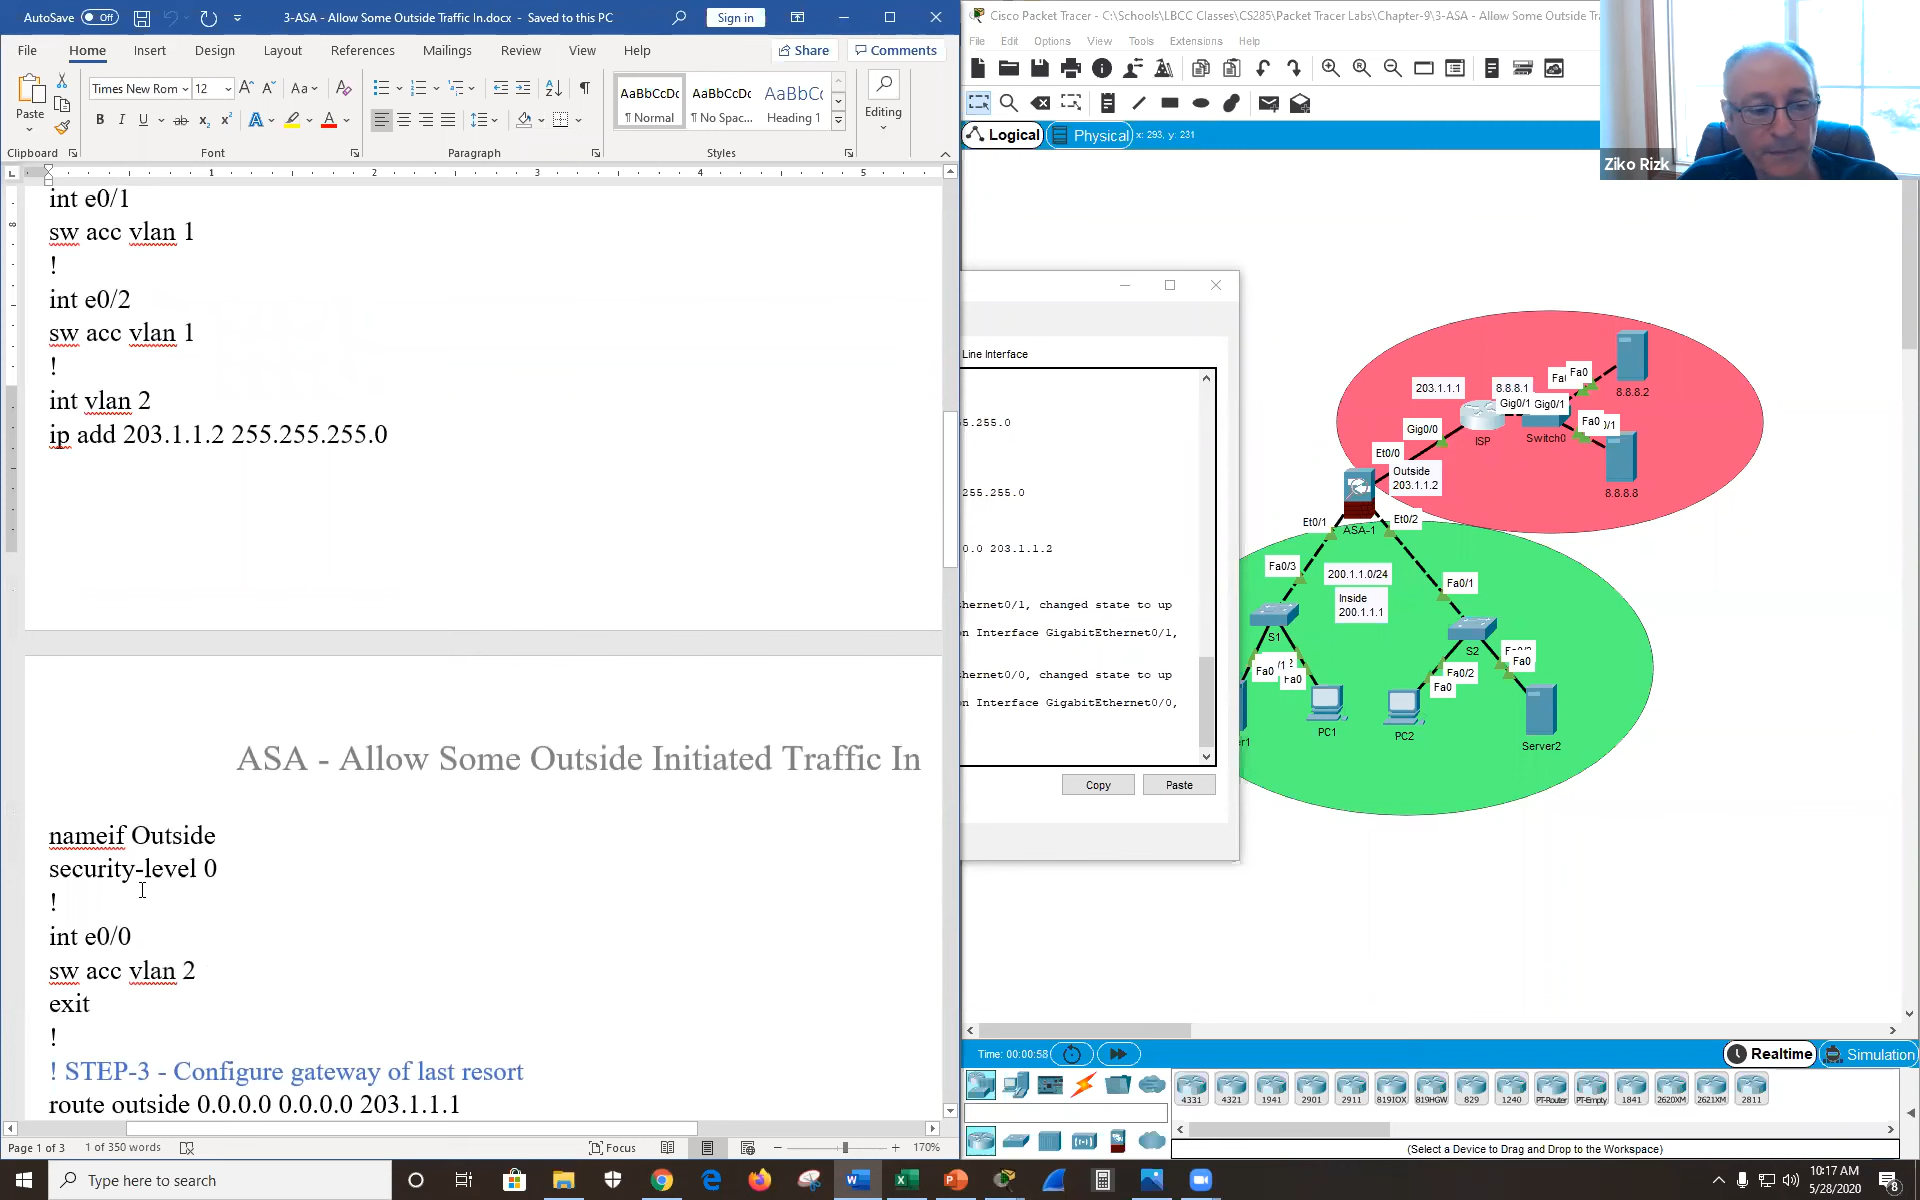 AutoSave Off
3-ASA - Allow Some Outside Traffic In.docx - Saved to this PC
Sign in
File Home Insert Design Layout References Mailings Review View Help
Share Comments
Paste
Times New Rom 12
AaBbCcDc AaBbCcDc AaBbCc
¶ Normal ¶ No Spac... Heading 1
Editing
Clipboard Font Paragraph Styles
1 2 3 4 5
int e0/1
sw acc vlan 1
!
int e0/2
sw acc vlan 1
!
int vlan 2
ip add 203.1.1.2 255.255.255.0
ASA - Allow Some Outside Initiated Traffic In
nameif Outside
security-level 0
!
int e0/0
sw acc vlan 2
exit
!
! STEP-3 - Configure gateway of last resort
route outside 0.0.0.0 0.0.0.0 203.1.1.1
Page 1 of 3 1 of 350 words Focus 170%
Cisco Packet Tracer - C:\Schools\LBCC Classes\CS285\Packet Tracer Labs\Chapter-9\3-ASA - Allow Some Outside Tr
File Edit Options View Tools Extensions Help
Logical Physical x: 293, y: 231
Ziko Rizk
Line Interface
5.255.0
255.255.0
0.0 203.1.1.2
hernet0/1, changed state to up
n Interface GigabitEthernet0/1,
hernet0/0, changed state to up
n Interface GigabitEthernet0/0,
Copy Paste
Fa0
8.8.8.2
203.1.1.1 8.8.8.1
Gig0/1 Gig0/1
Fa0 /1
Gig0/0
ISP Switch0
Et0/0
Outside
203.1.1.2
8.8.8.8
Et0/1 ASA-1 Et0/2
Fa0/3
200.1.1.0/24
Fa0/1
Inside
200.1.1.1
S1 S2
Fa0 Fa0
Fa0/2 Fa0
Fa0
PC1 PC2 Server2
Time: 00:00:58
Realtime Simulation
4331 4321 1941 2901 2911 819IOX 819HGW 829 1240 PT-Router PT-Empty 1841 2620XM 2621XM 2811
(Select a Device to Drag and Drop to the Workspace)
Type here to search
10:17 AM
5/28/2020
8